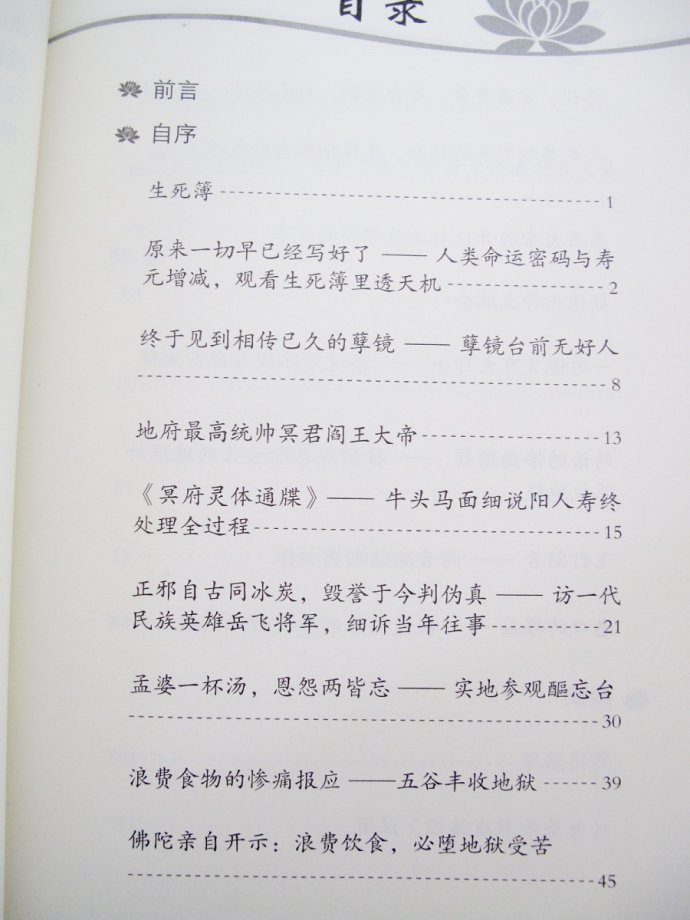 目录
前言
自序
生死簿 1
原来一切早已经写好了 —— 人类命运密码与寿
元增减，观看生死簿里透天机 2
终于见到相传已久的孽镜 —— 孽镜台前无好人
8
地府最高统帅冥君阎王大帝 13
《冥府灵体通牒》—— 牛头马面细说阳人寿终
处理全过程 15
正邪自古同冰炭，毁誉于今判伪真 —— 访一代
民族英雄岳飞将军，细诉当年往事 21
孟婆一杯汤，恩怨两皆忘 —— 实地参观醧忘台
30
浪费食物的惨痛报应 ——五谷丰收地狱 39
佛陀亲自开示：浪费饮食，必堕地狱受苦
45